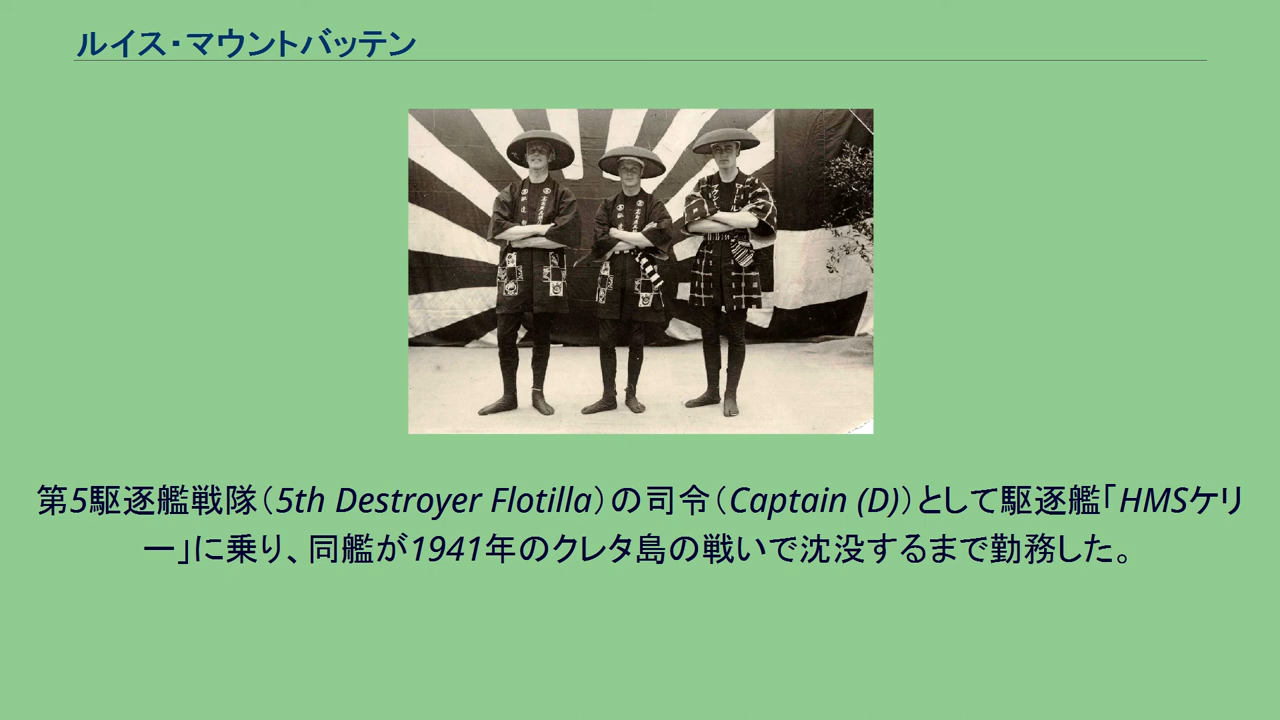 ルイス・マウントバッテン
第5駆逐艦戦隊（5th Destroyer Flotilla）の司令（Captain (D)）として駆逐艦「HMSケリ
ー」に乗り、同艦が1941年のクレタ島の戦いで沈没するまで勤務した。